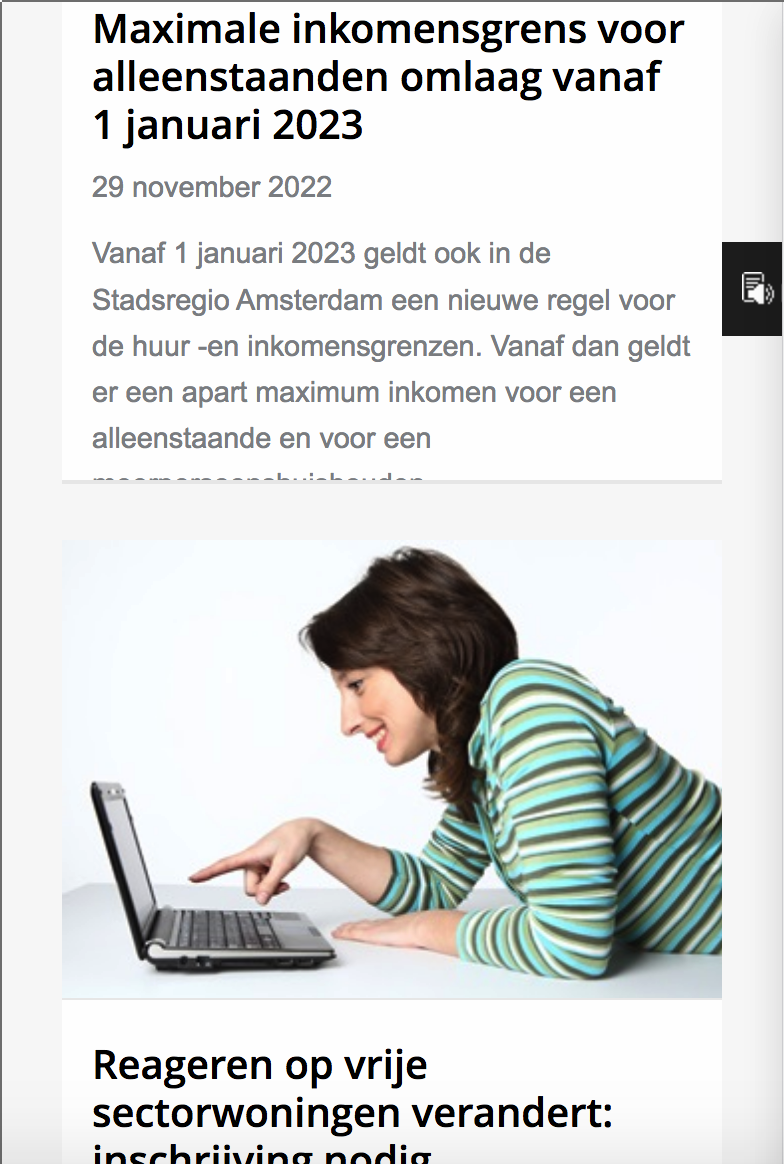 Maximale inkomensgrens voor
alleenstaanden omlaag vanaf
1 januari 2023
29 november 2022
Vanaf 1 januari 2023 geldt ook in de
Stadsregio Amsterdam een nieuwe regel voor
de huur -en inkomensgrenzen. Vanaf dan geldt
er een apart maximum inkomen voor een
alleenstaande en voor een
meerpersoonshuishouden
Reageren op vrije
sectorwoningen verandert:
inschrijving nodig